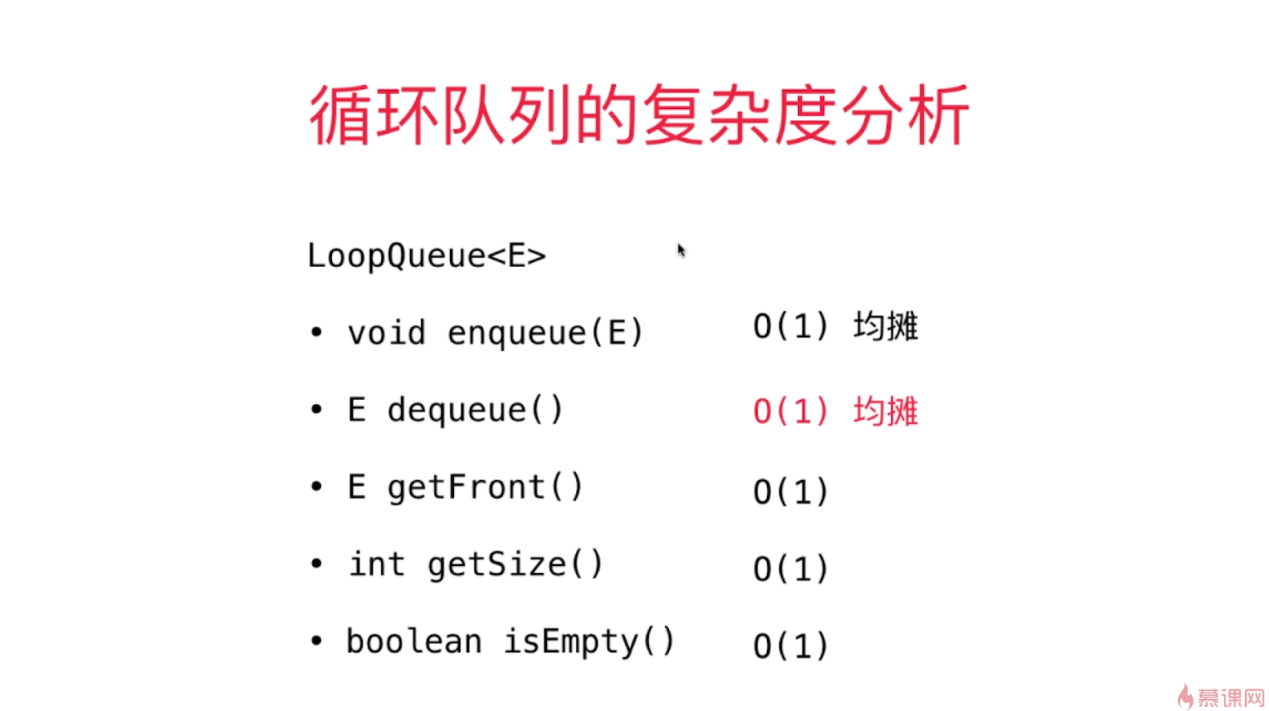 循环队列的复杂度分析
LoopQueue<E>
• void enqueue(E) O(1) 均摊
• E dequeue() O(1) 均摊
• E getFront() O(1)
• int getSize() O(1)
• boolean isEmpty() O(1)
慕课网